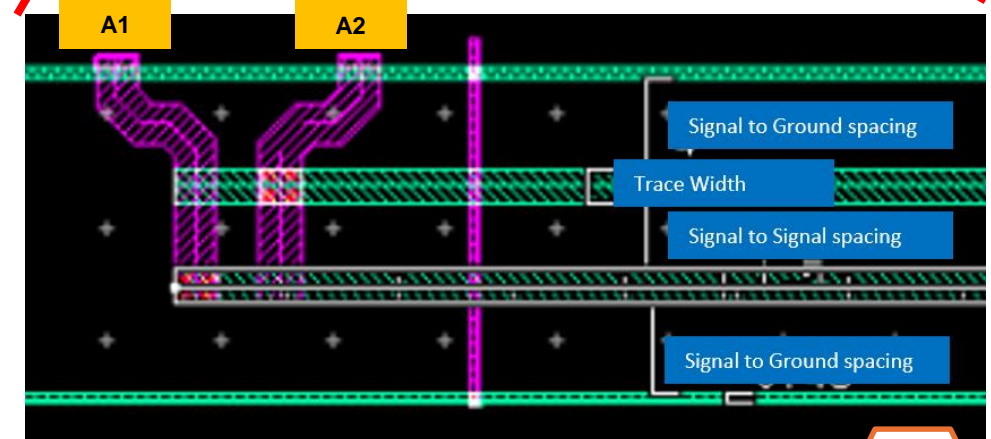 A1
A2
Signal to Ground spacing
Trace Width
Signal to Signal spacing
Signal to Ground spacing